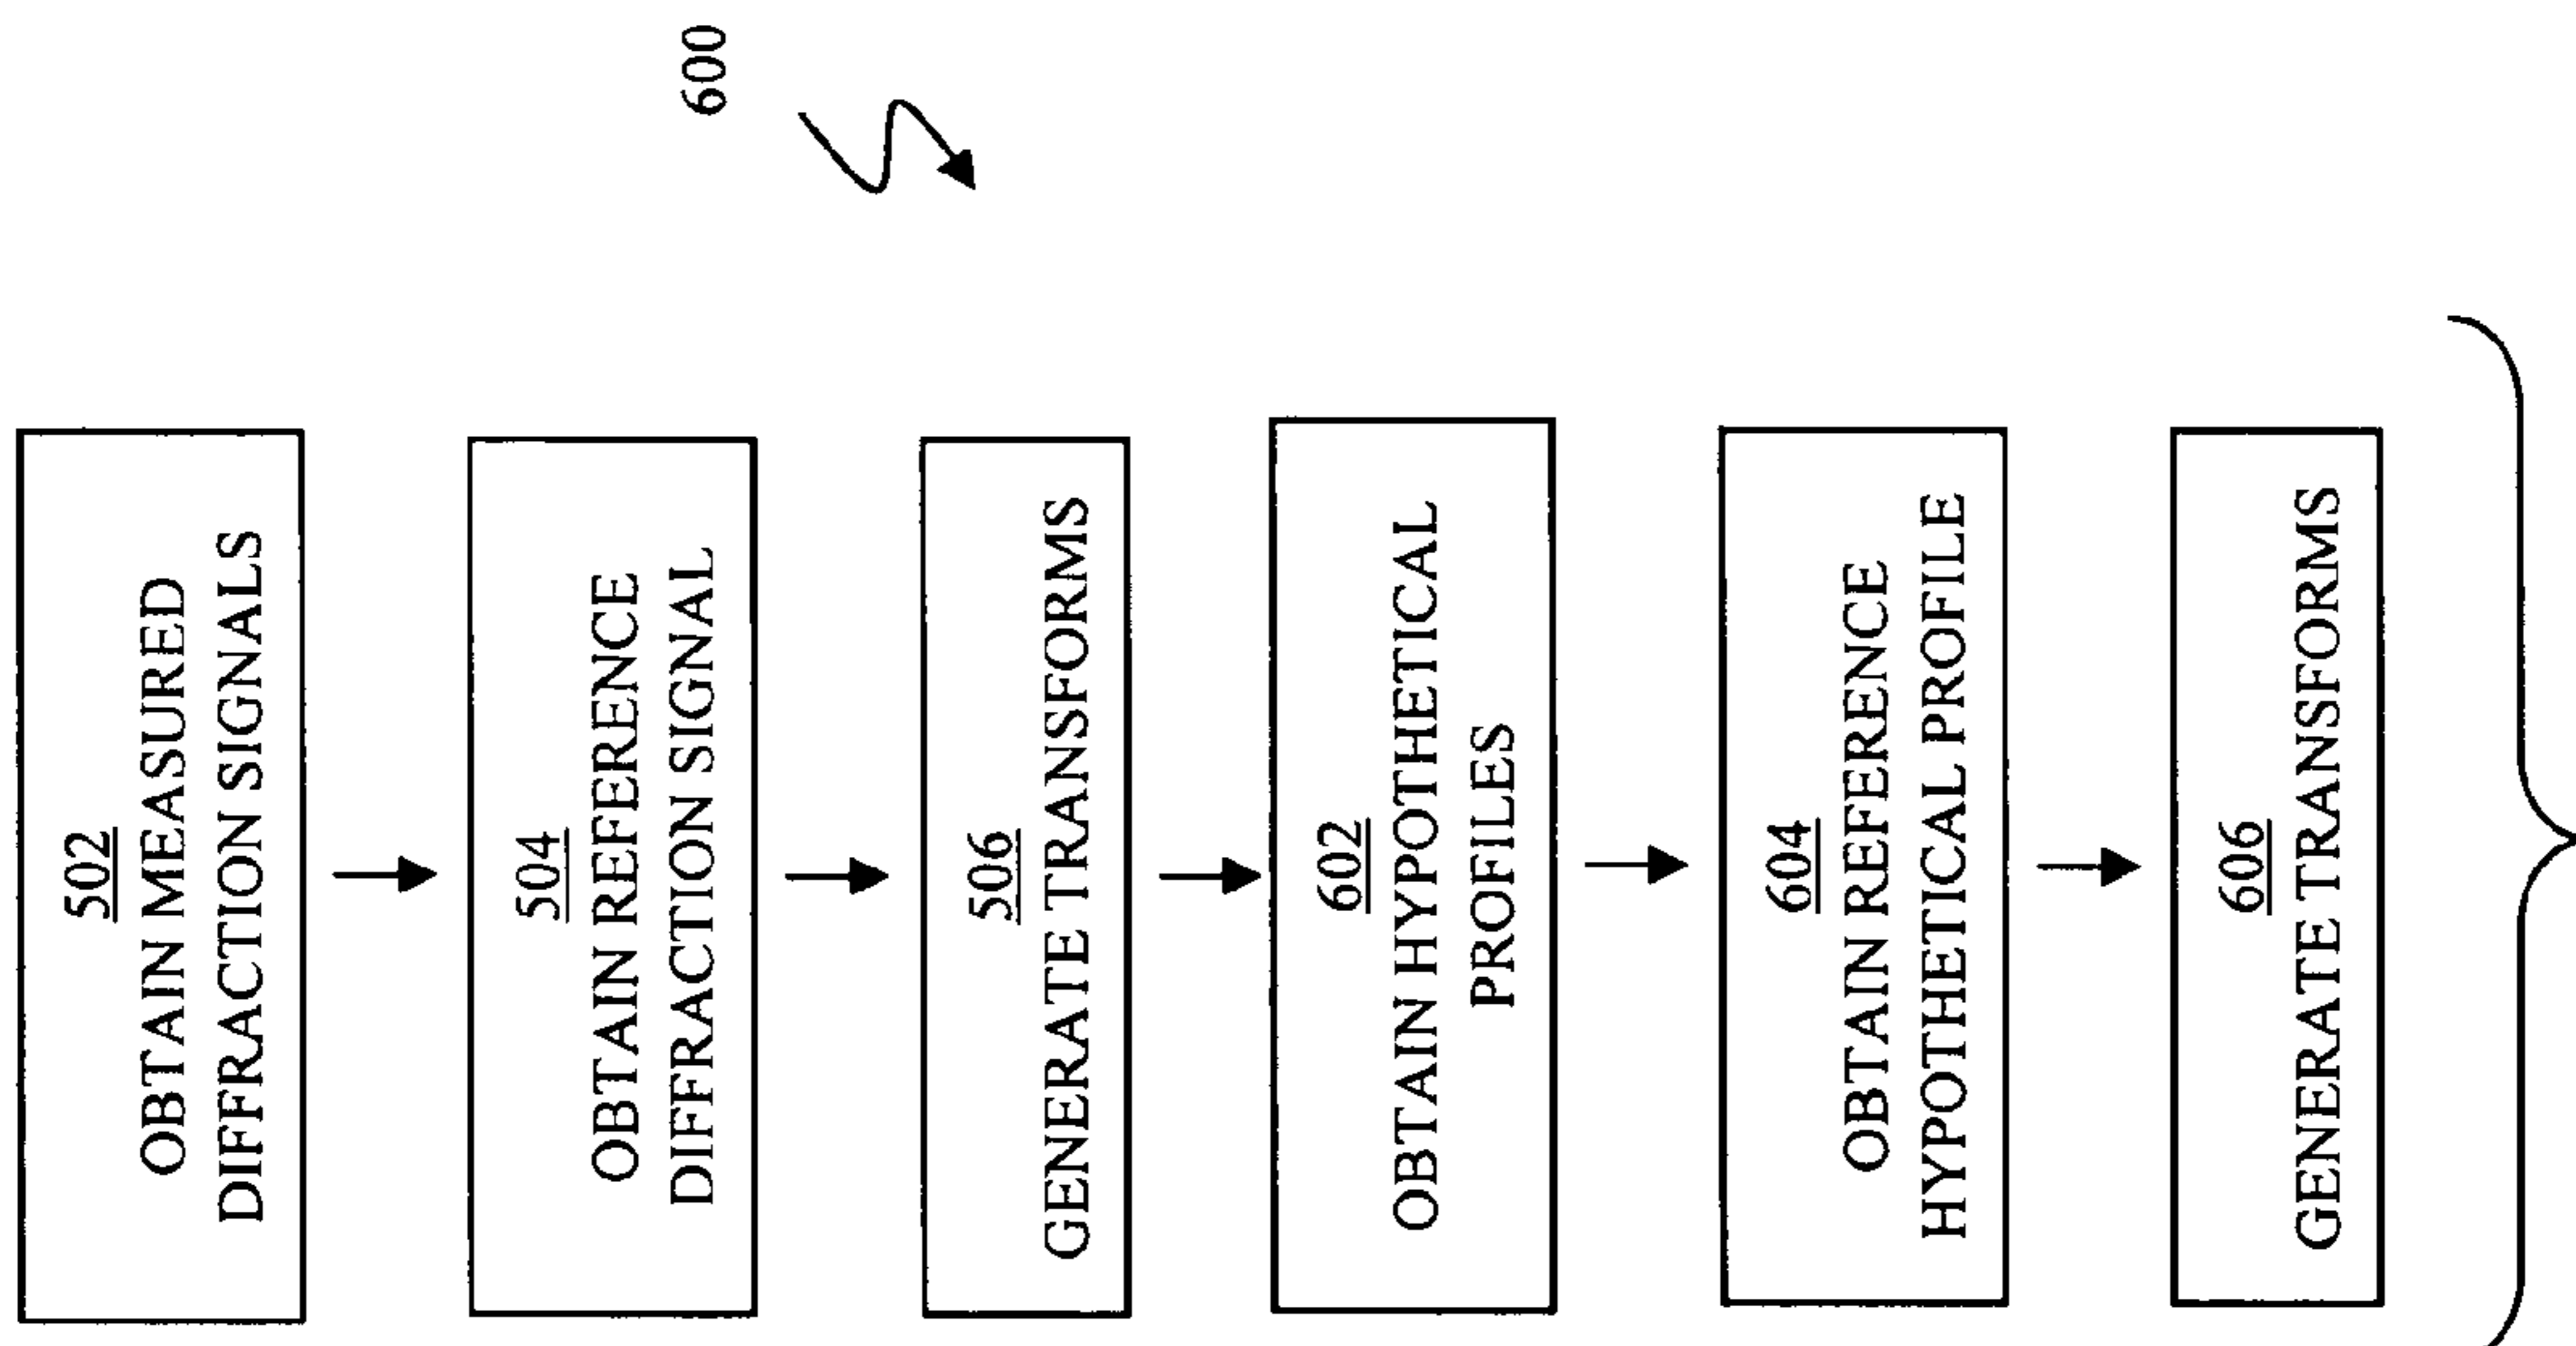 600
502
OBTAIN MEASURED
DIFFRACTION SIGNALS
504
OBTAIN REFERENCE
DIFFRACTION SIGNAL
506
GENERATE TRANSFORMS
602
OBTAIN HYPOTHETICAL
PROFILES
604
OBTAIN REFERENCE
HYPOTHETICAL PROFILE
606
GENERATE TRANSFORMS